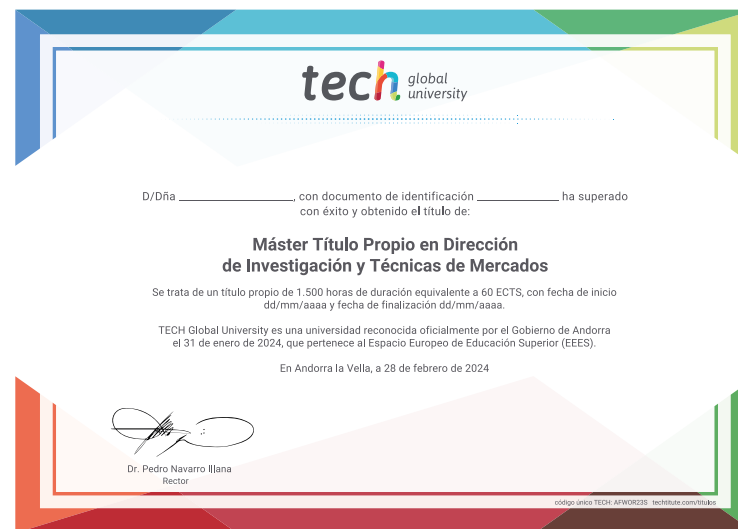 tech global university
D/Dña ____________________, con documento de identificación ______________ ha superado
con éxito y obtenido el título de:
Máster Título Propio en Dirección
de Investigación y Técnicas de Mercados
Se trata de un título propio de 1.500 horas de duración equivalente a 60 ECTS, con fecha de inicio
dd/mm/aaaa y fecha de finalización dd/mm/aaaa.
TECH Global University es una universidad reconocida oficialmente por el Gobierno de Andorra
el 31 de enero de 2024, que pertenece al Espacio Europeo de Educación Superior (EEES).
En Andorra la Vella, a 28 de febrero de 2024
Dr. Pedro Navarro Illana
Rector
código único TECH: AFWOR23S techtitute.com/titulos